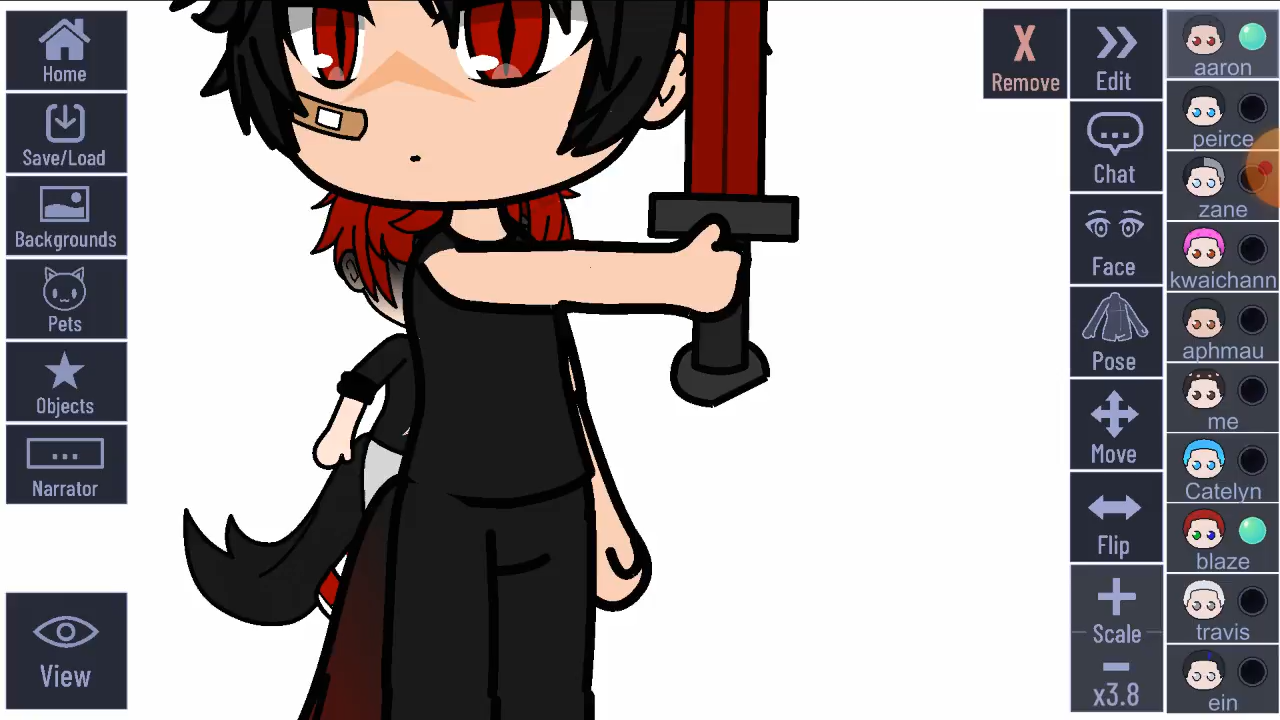 Home
Save/Load
Backgrounds
Pets
Objects
Narrator
View
X
Remove
Edit
Chat
Face
Pose
Move
Flip
Scale
x3.8
aaron
peirce
zane
kwaichann
aphmau
me
Catelyn
blaze
travis
ein